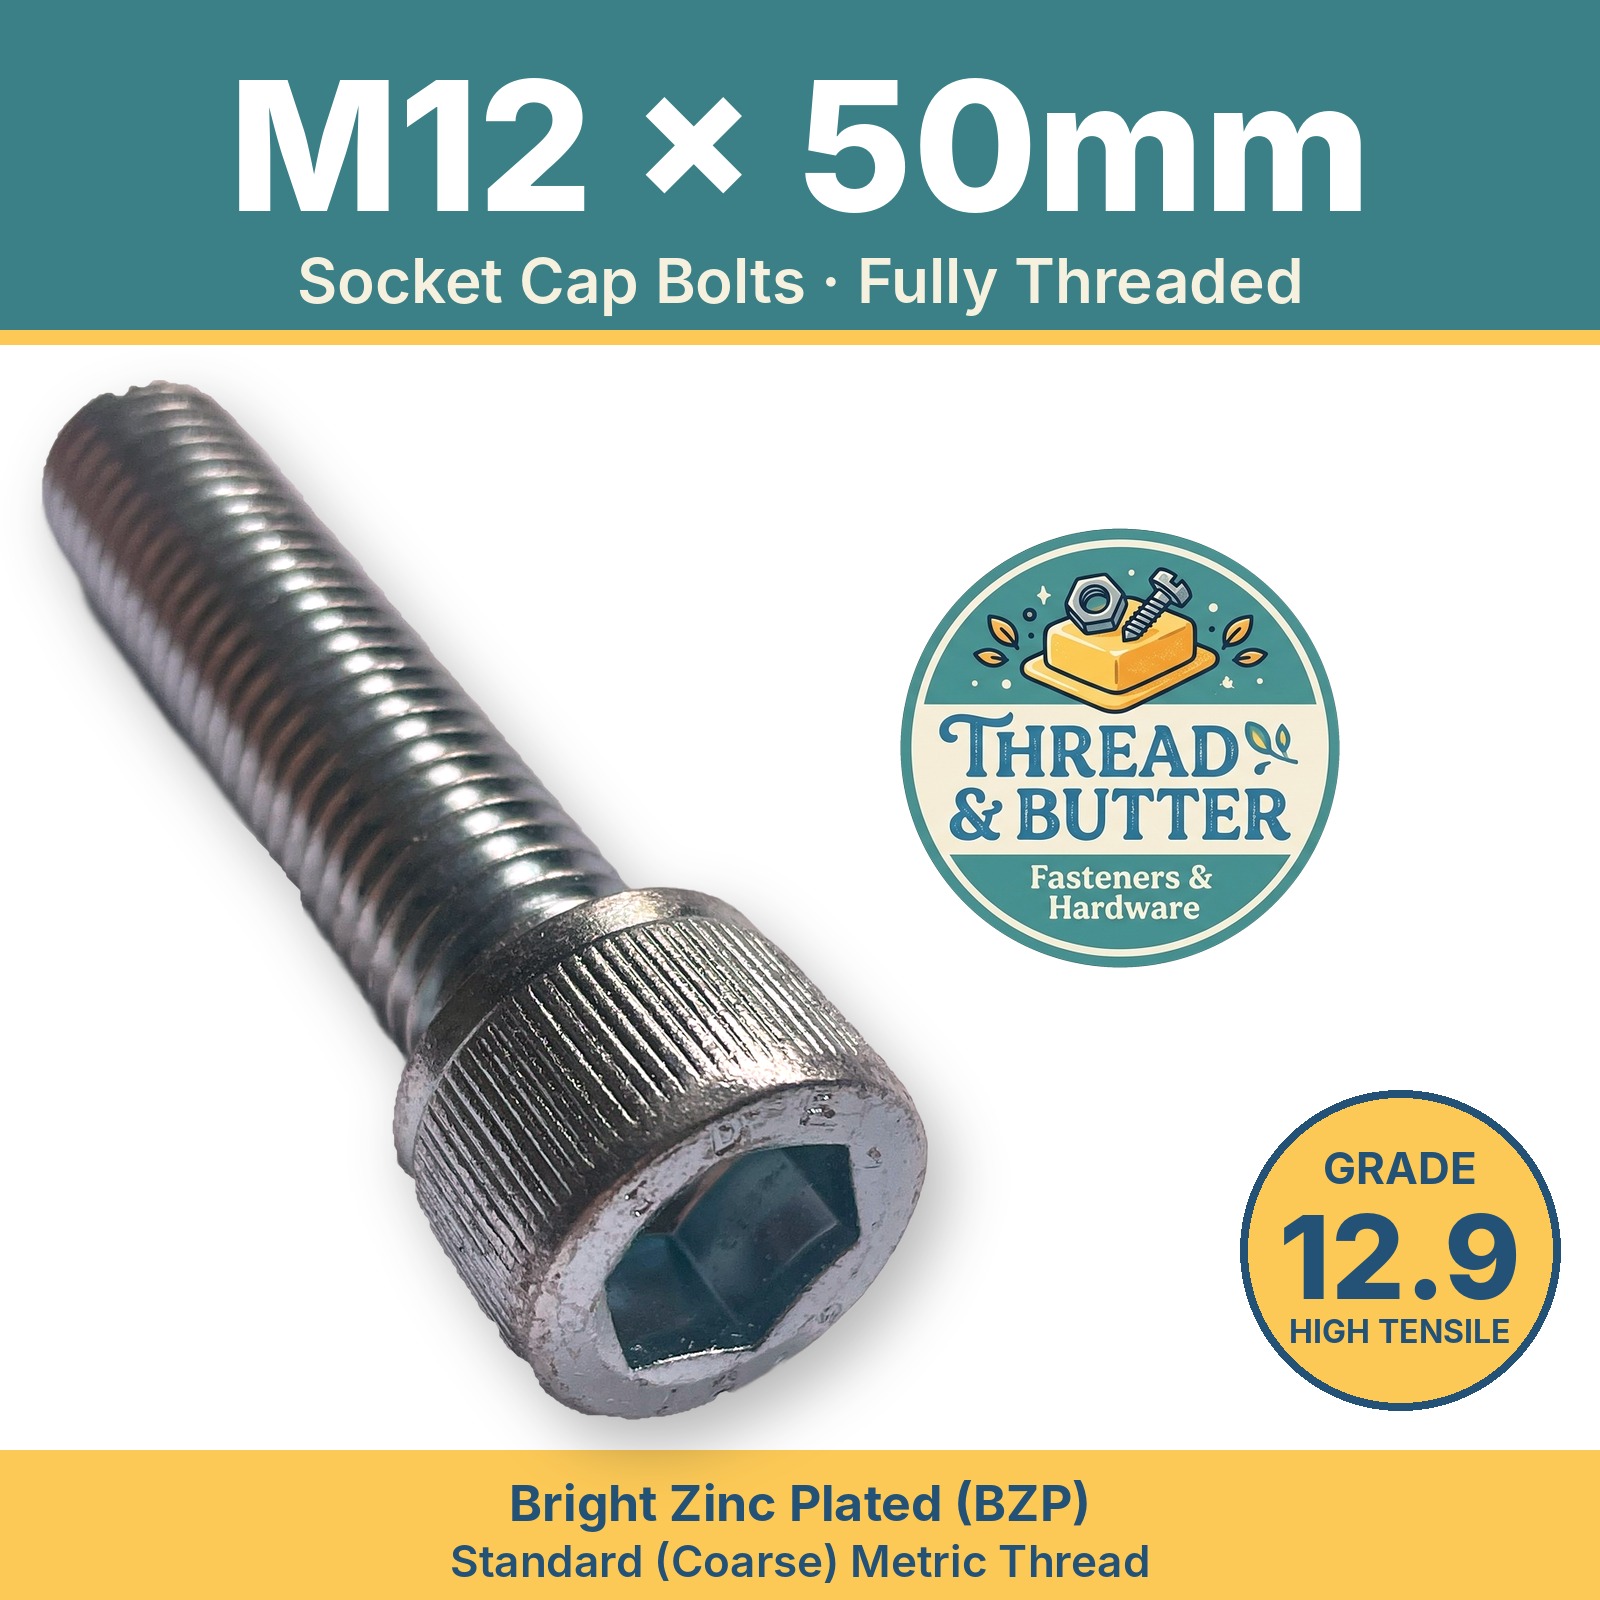 M12 × 50mm
Socket Cap Bolts · Fully Threaded
THREAD
& BUTTER
Fasteners &
Hardware
GRADE
12.9
HIGH TENSILE
Bright Zinc Plated (BZP)
Standard (Coarse) Metric Thread